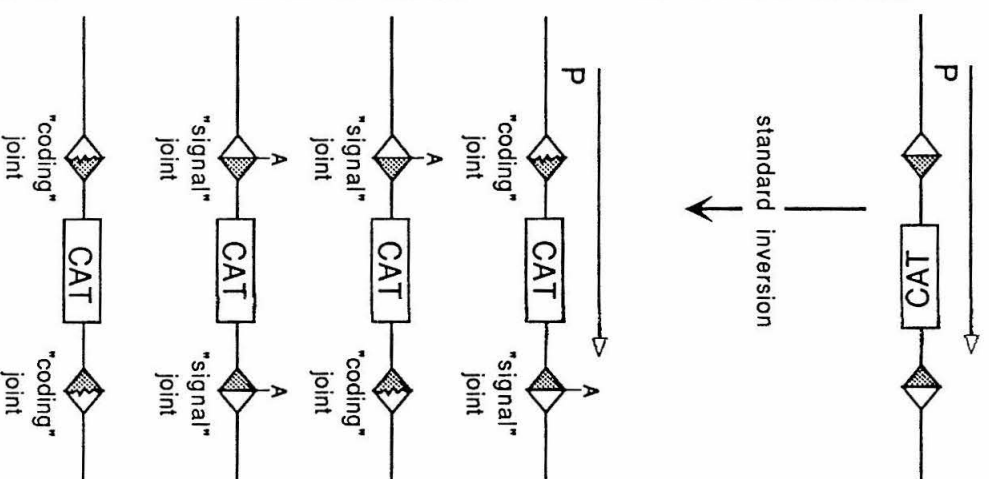 P
CAT
standard inversion
P
A
CAT
"coding" "signal"
joint joint
A
CAT
"signal" "coding"
joint joint
A A
CAT
"signal" "signal"
joint joint
CAT
"coding" "coding"
joint joint